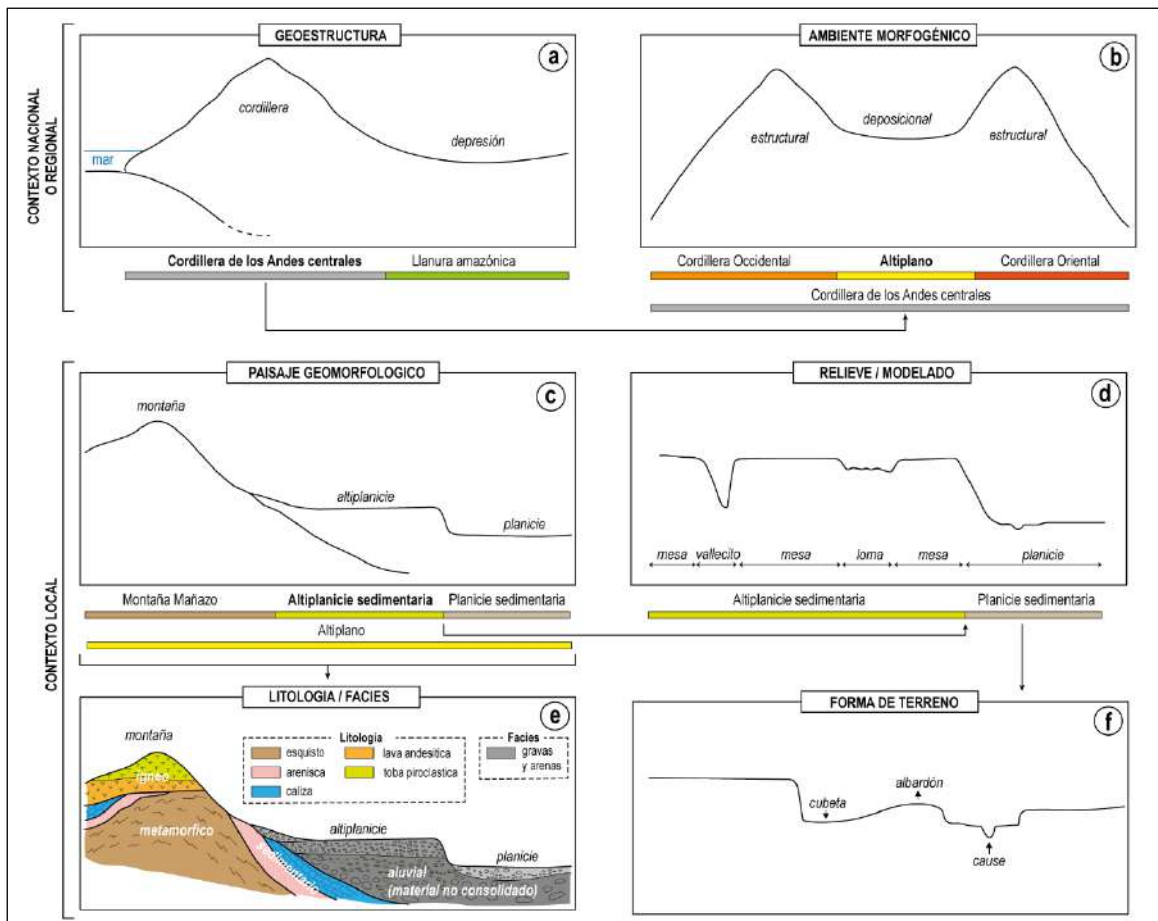 CONTEXTO NACIONAL
O REGIONAL
GEOESTRUCTURA
a
cordillera
depresión
mar
Cordillera de los Andes centrales
Llanura amazónica
AMBIENTE MORFOGÉNICO
b
deposicional
estructural
estructural
Cordillera Occidental
Altiplano
Cordillera Oriental
Cordillera de los Andes centrales
CONTEXTO LOCAL
PAISAJE GEOMORFOLOGICO
c
montaña
altiplanicie
planicie
Montaña Mañazo
Altiplanicie sedimentaria
Planicie sedimentaria
Altiplano
RELIEVE / MODELADO
d
mesa
vallecito
mesa
loma
mesa
planicie
Altiplanicie sedimentaria
Planicie sedimentaria
LITOLOGIA / FACIES
e
montaña
Litología
esquisto
arenisca
caliza
lava andesitica
toba piroclastica
Facies
gravas
y arenas
igneo
metamorfico
sedimentario
altiplanicie
planicie
aluvial
(material no consolidado)
FORMA DE TERRENO
f
cubeta
albardón
cause